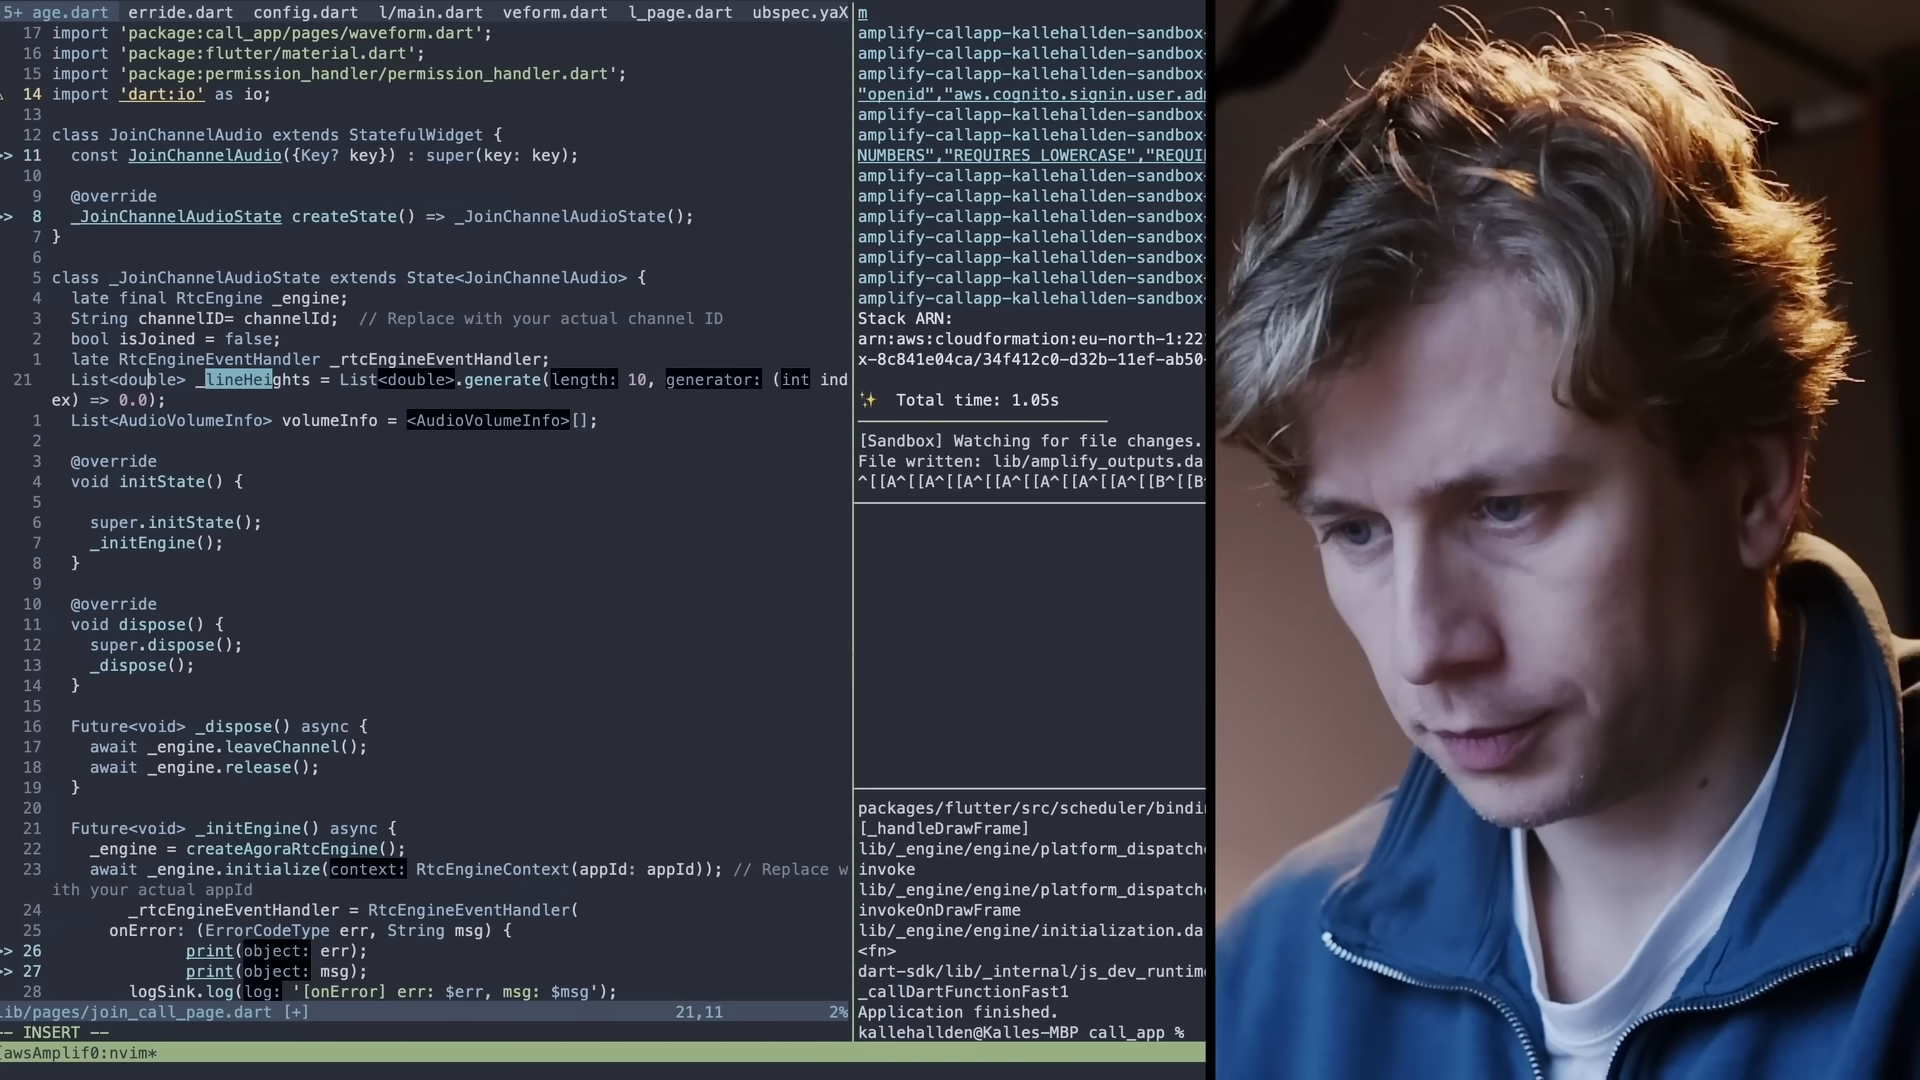 5+ age.dart  erride.dart  config.dart  l/main.dart  veform.dart  l_page.dart  ubspec.yaX
17 import 'package:call_app/pages/waveform.dart';
16 import 'package:flutter/material.dart';
15 import 'package:permission_handler/permission_handler.dart';
14 import 'dart:io' as io;
13
12 class JoinChannelAudio extends StatefulWidget {
>> 11   const JoinChannelAudio({Key? key}) : super(key: key);
10
9   @override
>> 8   _JoinChannelAudioState createState() => _JoinChannelAudioState();
7 }
6
5 class _JoinChannelAudioState extends State<JoinChannelAudio> {
4   late final RtcEngine _engine;
3   String channelID= channelId;  // Replace with your actual channel ID
2   bool isJoined = false;
1   late RtcEngineEventHandler _rtcEngineEventHandler;
21   List<double> _lineHeights = List<double>.generate(length: 10, generator: (int ind
ex) => 0.0);
1   List<AudioVolumeInfo> volumeInfo = <AudioVolumeInfo>[];
2
3   @override
4   void initState() {
5
6     super.initState();
7     _initEngine();
8   }
9
10   @override
11   void dispose() {
12     super.dispose();
13     _dispose();
14   }
15
16   Future<void> _dispose() async {
17     await _engine.leaveChannel();
18     await _engine.release();
19   }
20
21   Future<void> _initEngine() async {
22     _engine = createAgoraRtcEngine();
23     await _engine.initialize(context: RtcEngineContext(appId: appId)); // Replace w
ith your actual appId
24         _rtcEngineEventHandler = RtcEngineEventHandler(
25       onError: (ErrorCodeType err, String msg) {
>> 26               print(object: err);
>> 27               print(object: msg);
28         logSink.log(log: '[onError] err: $err, msg: $msg');
lib/pages/join_call_page.dart [+]  21,11  2%
-- INSERT --
[awsAmplif0:nvim*
m
amplify-callapp-kallehallden-sandbox-
amplify-callapp-kallehallden-sandbox-
amplify-callapp-kallehallden-sandbox-
"openid","aws.cognito.signin.user.ad
amplify-callapp-kallehallden-sandbox-
amplify-callapp-kallehallden-sandbox-
NUMBERS","REQUIRES_LOWERCASE","REQUI
amplify-callapp-kallehallden-sandbox-
amplify-callapp-kallehallden-sandbox-
amplify-callapp-kallehallden-sandbox-
amplify-callapp-kallehallden-sandbox-
amplify-callapp-kallehallden-sandbox-
amplify-callapp-kallehallden-sandbox-
amplify-callapp-kallehallden-sandbox-
Stack ARN:
arn:aws:cloudformation:eu-north-1:22
x-8c841e04ca/34f412c0-d32b-11ef-ab50-
✨  Total time: 1.05s
[Sandbox] Watching for file changes.
File written: lib/amplify_outputs.da
^[[A^[[A^[[A^[[A^[[A^[[A^[[A^[[B^[[B
packages/flutter/src/scheduler/bindi
[_handleDrawFrame]
lib/_engine/engine/platform_dispatch
invoke
lib/_engine/engine/platform_dispatch
invokeOnDrawFrame
lib/_engine/engine/initialization.da
<fn>
dart-sdk/lib/_internal/js_dev_runtim
_callDartFunctionFast1
Application finished.
kallehallden@Kalles-MBP call_app %